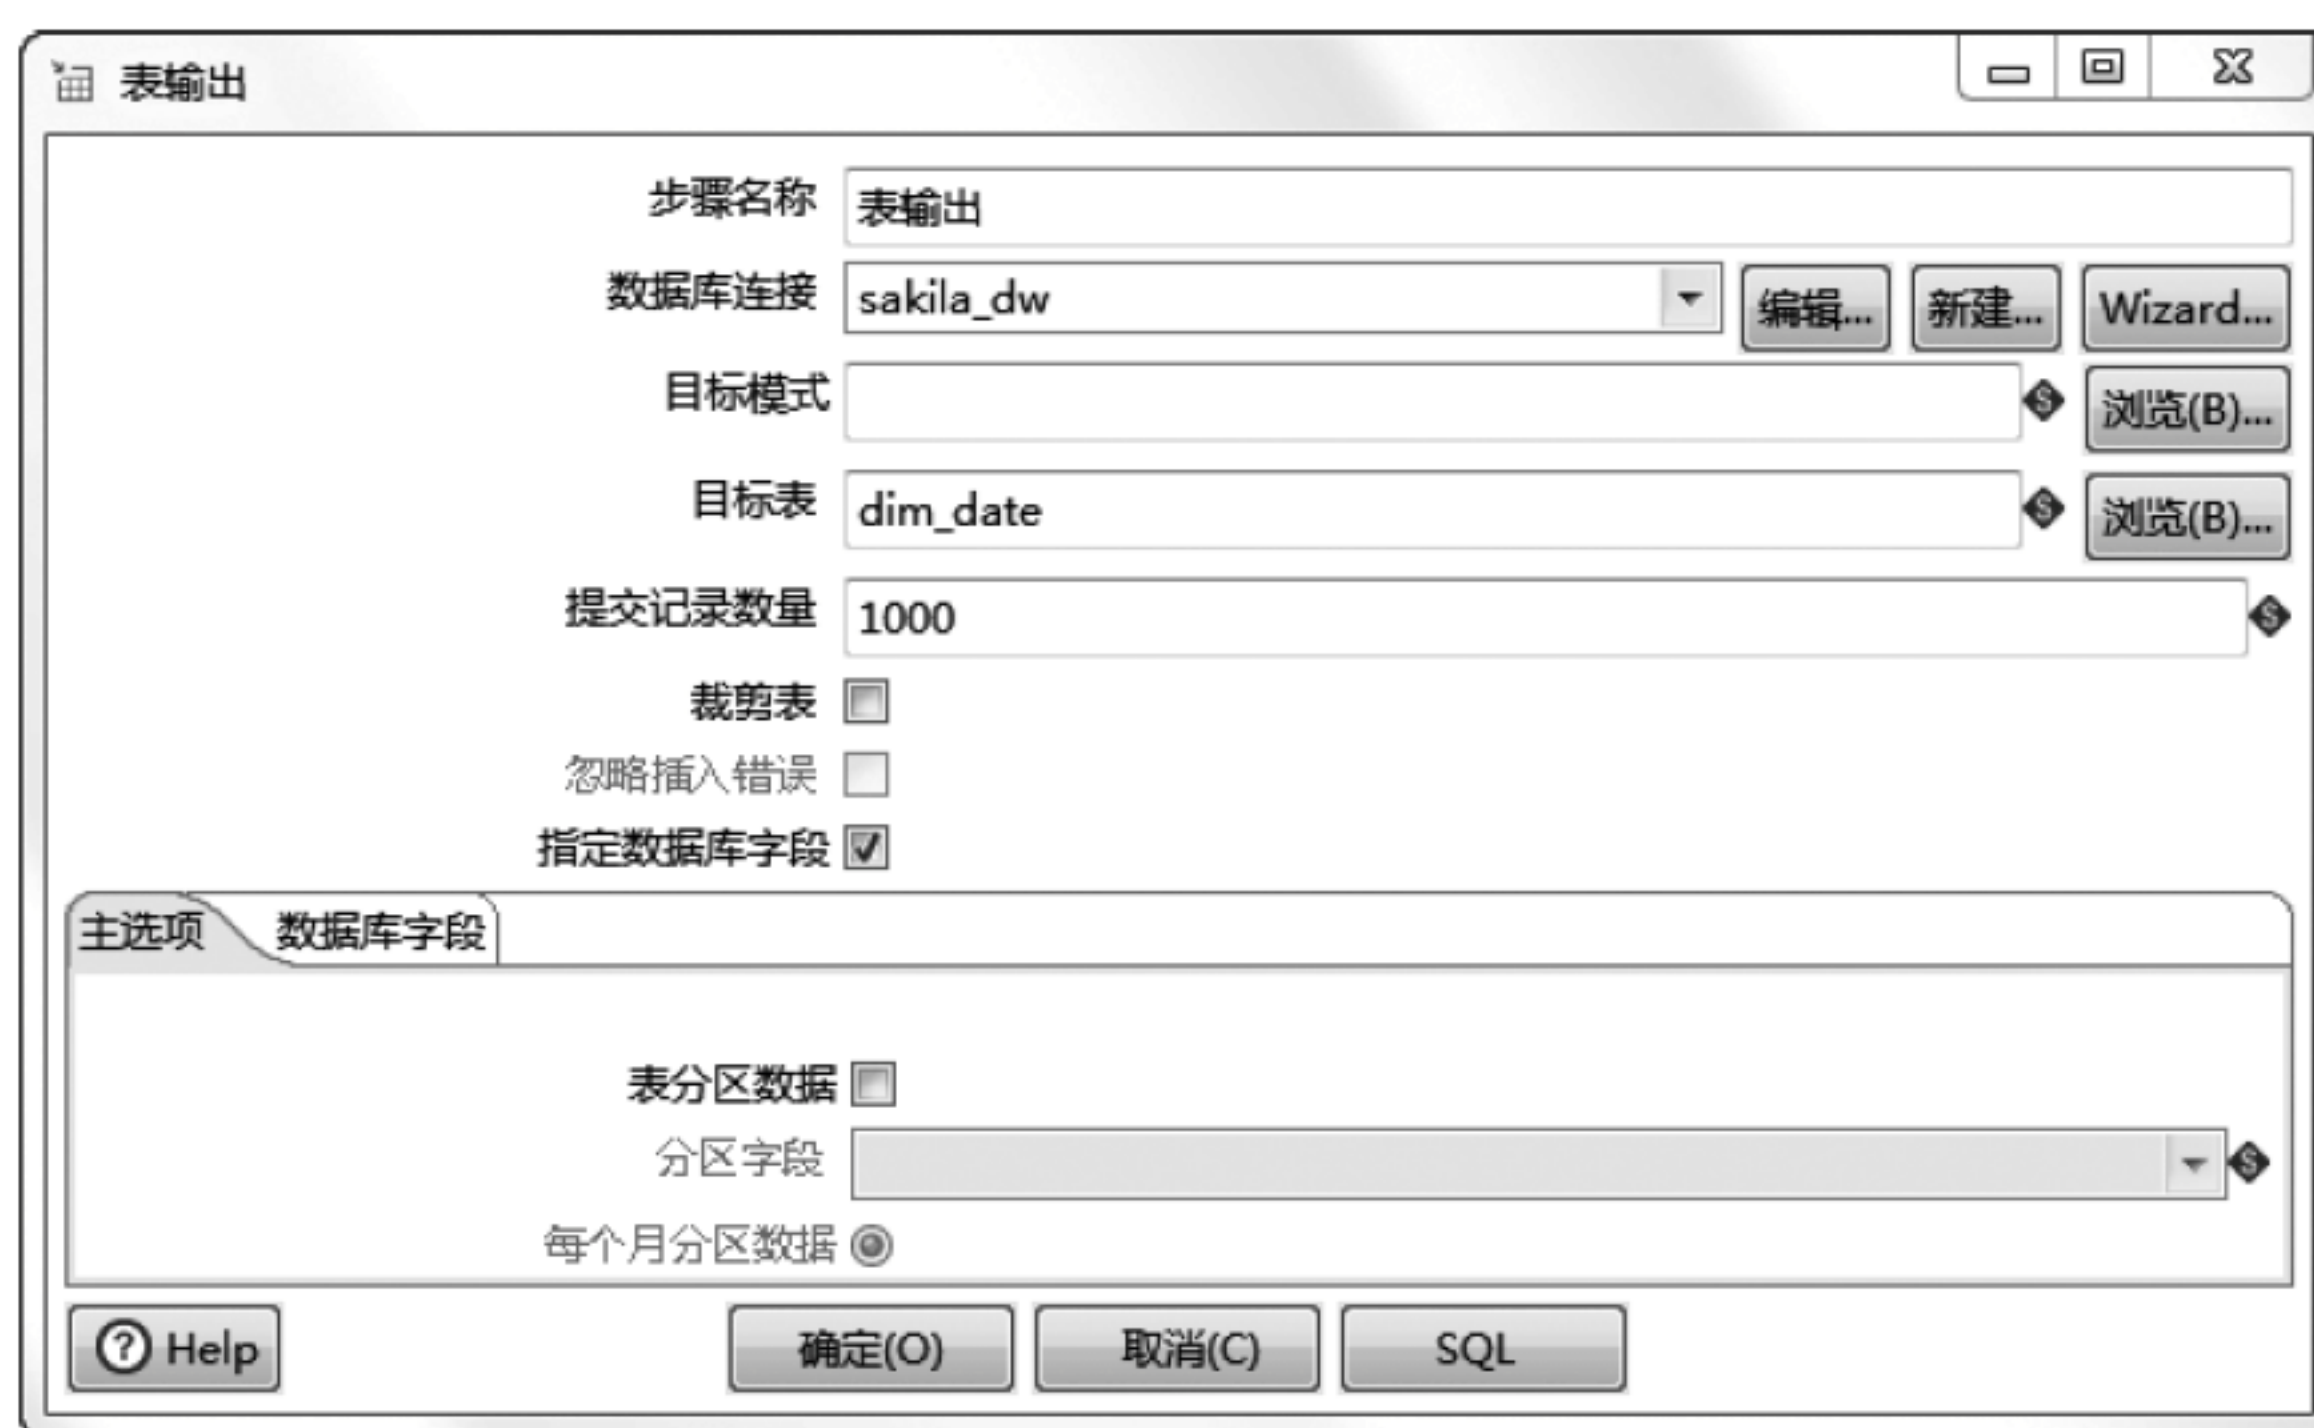 表输出
步骤名称 表输出
数据库连接 sakila_dw 编辑... 新建... Wizard...
目标模式 浏览(B)...
目标表 dim_date 浏览(B)...
提交记录数量 1000
裁剪表
忽略插入错误
指定数据库字段
主选项 数据库字段
表分区数据
分区字段
每个月分区数据
Help 确定(O) 取消(C) SQL